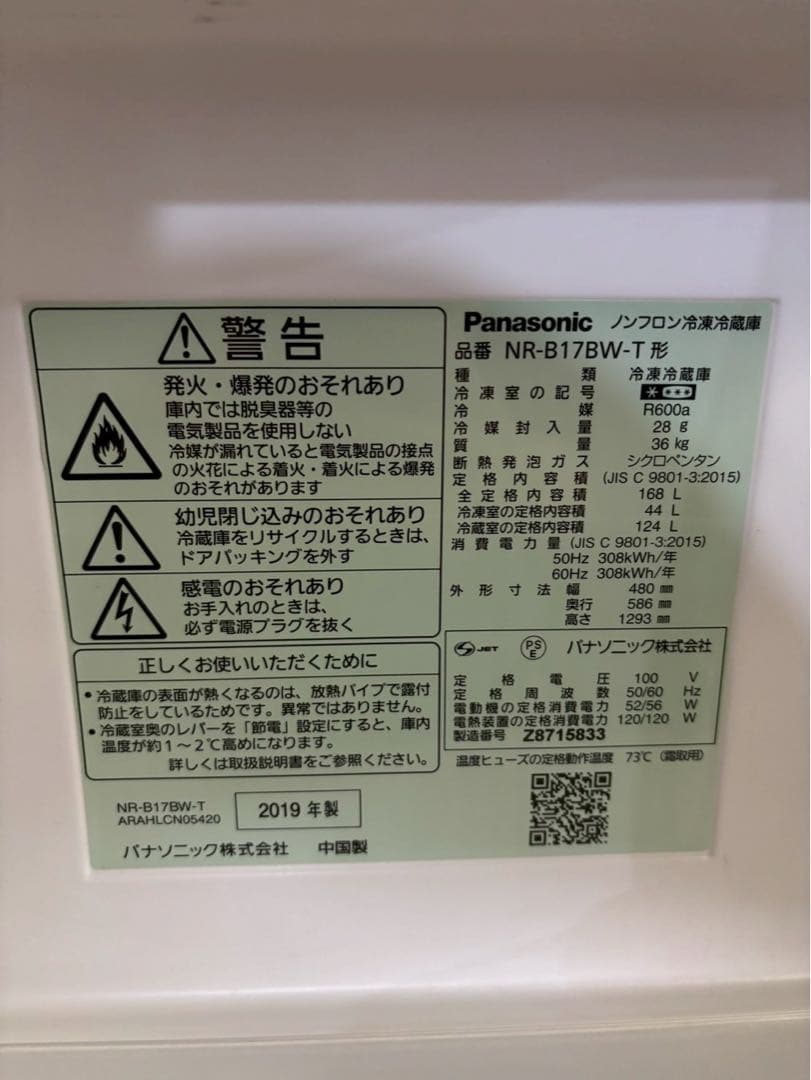 警告
発火・爆発のおそれあり
庫内では脱臭器等の
電気製品を使用しない
冷媒が漏れていると電気製品の接点
の火花による着火・着火による爆発
のおそれがあります
幼児閉じ込めのおそれあり
冷蔵庫をリサイクルするときは、
ドアパッキングを外す
感電のおそれあり
お手入れのときは、
必ず電源プラグを抜く
正しくお使いいただくために
・冷蔵庫の表面が熱くなるのは、放熱パイプで露付
防止をしているためです。異常ではありません。
・冷蔵室奥のレバーを「節電」設定にすると、庫内
温度が約1~2℃高めになります。
詳しくは取扱説明書をご参照ください。
NR-B17BW-T
ARAHLCN05420
2019年製
パナソニック株式会社 中国製
Panasonic ノンフロン冷凍冷蔵庫
品番 NR-B17BW-T形
種類 冷凍冷蔵庫
冷凍室の記号
冷媒 R600a
冷媒封入量 28 g
質量 36 kg
断熱発泡ガス シクロペンタン
定格内容積 (JIS C 9801-3:2015)
全定格内容積 168 L
冷凍室の定格内容積 44 L
冷蔵室の定格内容積 124 L
消費電力量 (JIS C 9801-3:2015)
50Hz 308kWh/年
60Hz 308kWh/年
外形寸法 幅 480 ㎜
奥行 586 ㎜
高さ 1293 ㎜
JET PS E パナソニック株式会社
定格電圧 100 V
定格周波数 50/60 Hz
電動機の定格消費電力 52/56 W
電熱装置の定格消費電力 120/120 W
製造番号 Z8715833
温度ヒューズの定格動作温度 73℃ (霜取用)